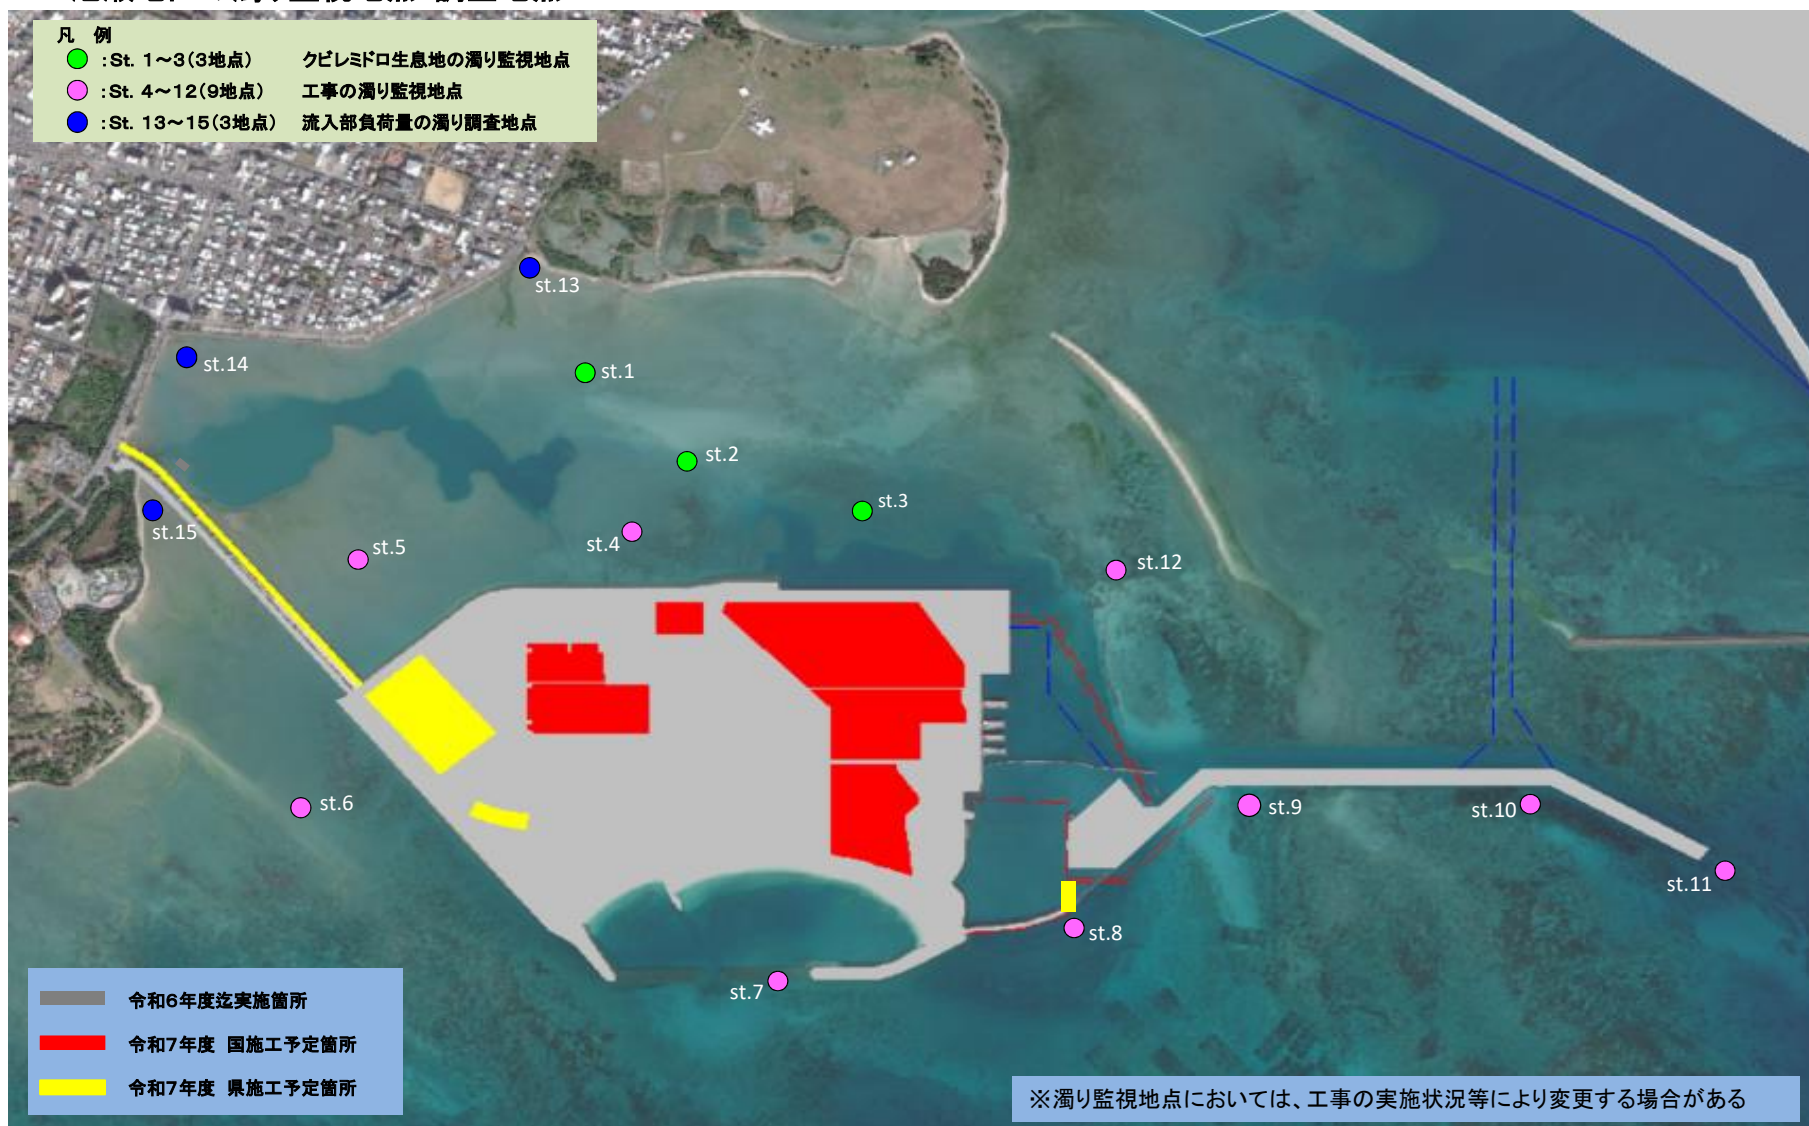 凡 例
:St. 1～3(3地点) クビレミドロ生息地の濁り監視地点
:St. 4～12(9地点) 工事の濁り監視地点
:St. 13～15(3地点) 流入部負荷量の濁り調査地点
st.13
st.14
st.1
st.2
st.3
st.15
st.5
st.4
st.12
st.6
st.9
st.10
st.11
st.8
st.7
令和6年度迄実施箇所
令和7年度 国施工予定箇所
令和7年度 県施工予定箇所
※濁り監視地点においては、工事の実施状況等により変更する場合がある